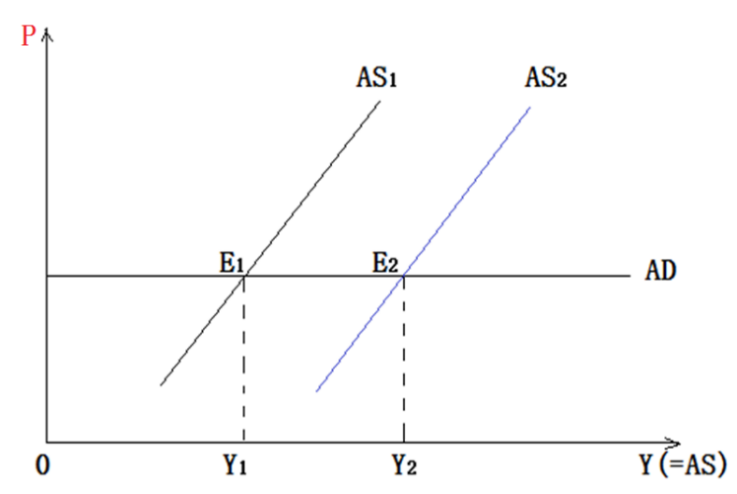 P
AS1
AS2
E1
E2
AD
0
Y1
Y2
Y(=AS)